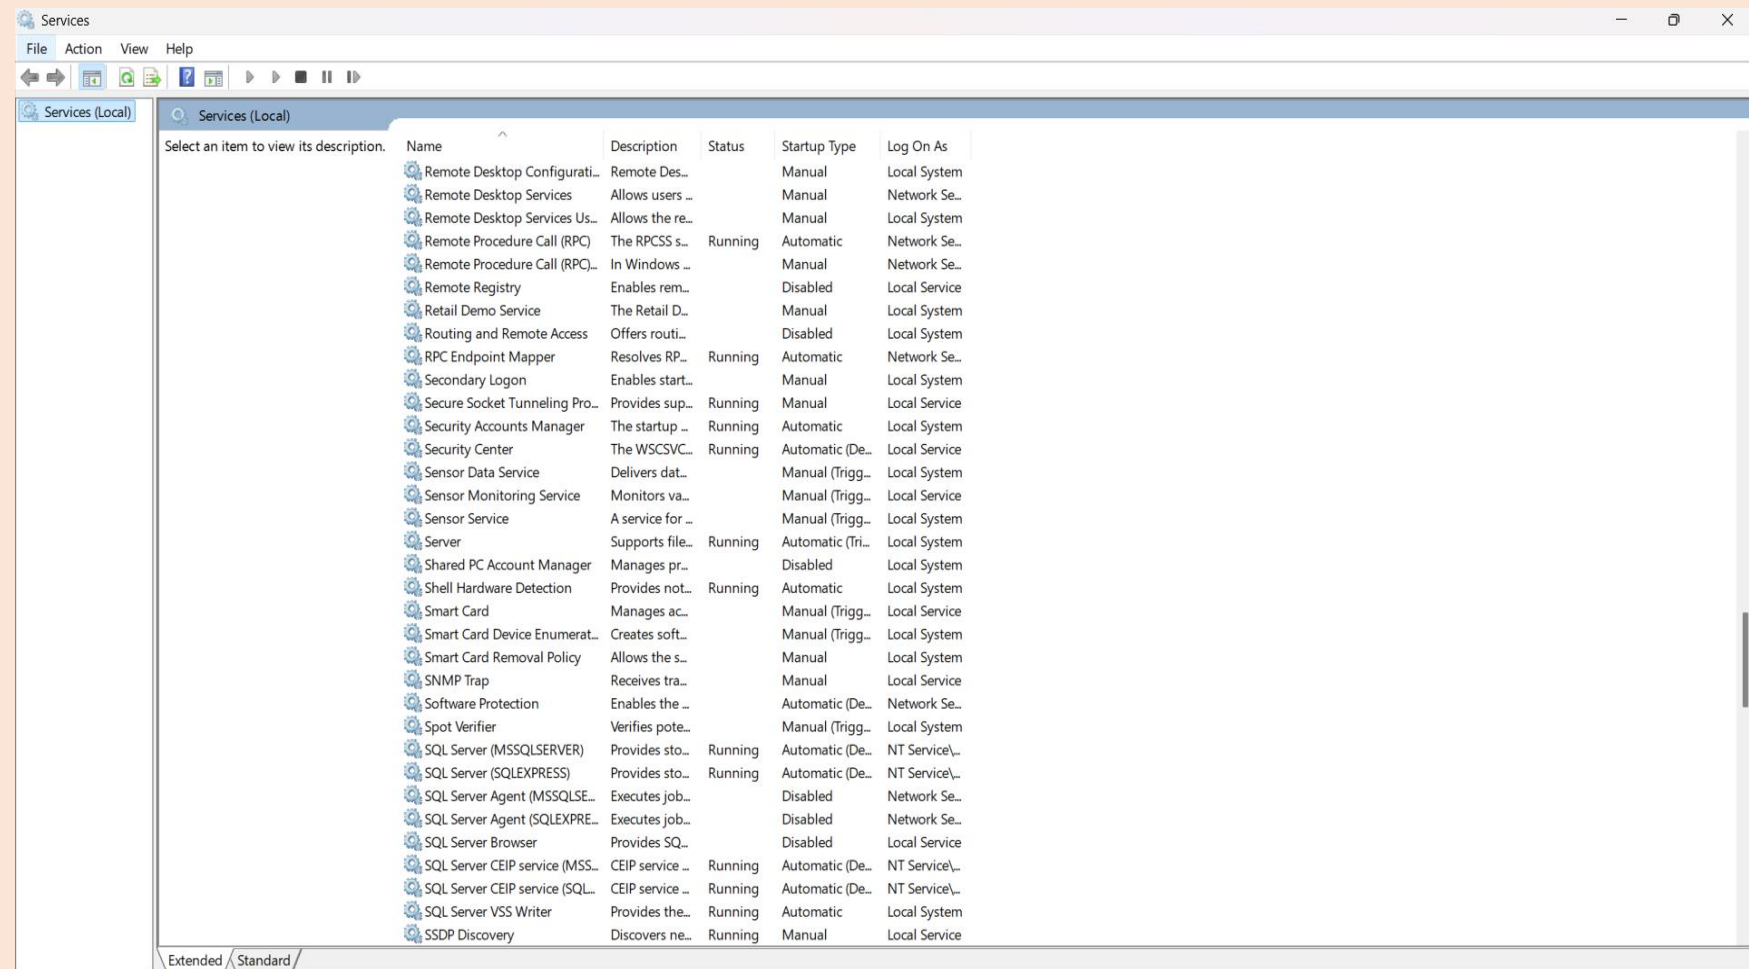 Services
File Action View Help
Services (Local)
Services (Local)
Select an item to view its description.
Name Description Status Startup Type Log On As
Remote Desktop Configurati... Remote Des... Manual Local System
Remote Desktop Services Allows users ... Manual Network Se...
Remote Desktop Services Us... Allows the re... Manual Local System
Remote Procedure Call (RPC) The RPCSS s... Running Automatic Network Se...
Remote Procedure Call (RPC)... In Windows ... Manual Network Se...
Remote Registry Enables rem... Disabled Local Service
Retail Demo Service The Retail D... Manual Local System
Routing and Remote Access Offers routi... Disabled Local System
RPC Endpoint Mapper Resolves RP... Running Automatic Network Se...
Secondary Logon Enables start... Manual Local System
Secure Socket Tunneling Pro... Provides sup... Running Manual Local Service
Security Accounts Manager The startup ... Running Automatic Local System
Security Center The WSCSVC... Running Automatic (De... Local Service
Sensor Data Service Delivers dat... Manual (Trigg... Local System
Sensor Monitoring Service Monitors va... Manual (Trigg... Local Service
Sensor Service A service for ... Manual (Trigg... Local System
Server Supports file... Running Automatic (Tri... Local System
Shared PC Account Manager Manages pr... Disabled Local System
Shell Hardware Detection Provides not... Running Automatic Local System
Smart Card Manages ac... Manual (Trigg... Local Service
Smart Card Device Enumerat... Creates soft... Manual (Trigg... Local System
Smart Card Removal Policy Allows the s... Manual Local System
SNMP Trap Receives tra... Manual Local Service
Software Protection Enables the ... Automatic (De... Network Se...
Spot Verifier Verifies pote... Manual (Trigg... Local System
SQL Server (MSSQLSERVER) Provides sto... Running Automatic (De... NT Service\...
SQL Server (SQLEXPRESS) Provides sto... Running Automatic (De... NT Service\...
SQL Server Agent (MSSQLSE... Executes job... Disabled Network Se...
SQL Server Agent (SQLEXPRE... Executes job... Disabled Network Se...
SQL Server Browser Provides SQ... Disabled Local Service
SQL Server CEIP service (MSS... CEIP service ... Running Automatic (De... NT Service\...
SQL Server CEIP service (SQL... CEIP service ... Running Automatic (De... NT Service\...
SQL Server VSS Writer Provides the... Running Automatic Local System
SSDP Discovery Discovers ne... Running Manual Local Service
Extended Standard